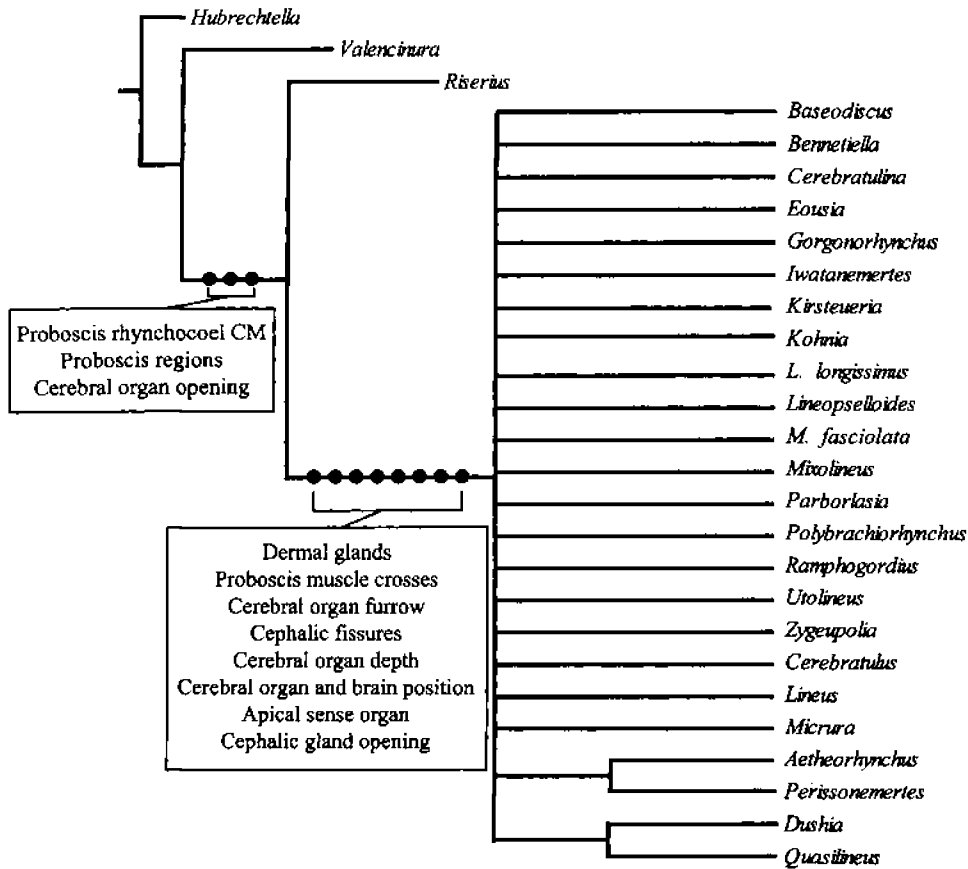 Hubrechtella
Valencinura
Riserius
Baseodiscus
Bennetiella
Cerebratulina
Eousia
Gorgonorhynchus
Iwatanemertes
Kirsteueria
Kohnia
L. longissimus
Lineopselloides
M. fasciolata
Mixolineus
Parborlasia
Polybrachiorhynchus
Ramphogordius
Utolineus
Zygeupolia
Cerebratulus
Lineus
Micrura
Aetheorhynchus
Perissonemertes
Dushia
Quasilineus
Proboscis rhynchocoel CM
Proboscis regions
Cerebral organ opening
Dermal glands
Proboscis muscle crosses
Cerebral organ furrow
Cephalic fissures
Cerebral organ depth
Cerebral organ and brain position
Apical sense organ
Cephalic gland opening